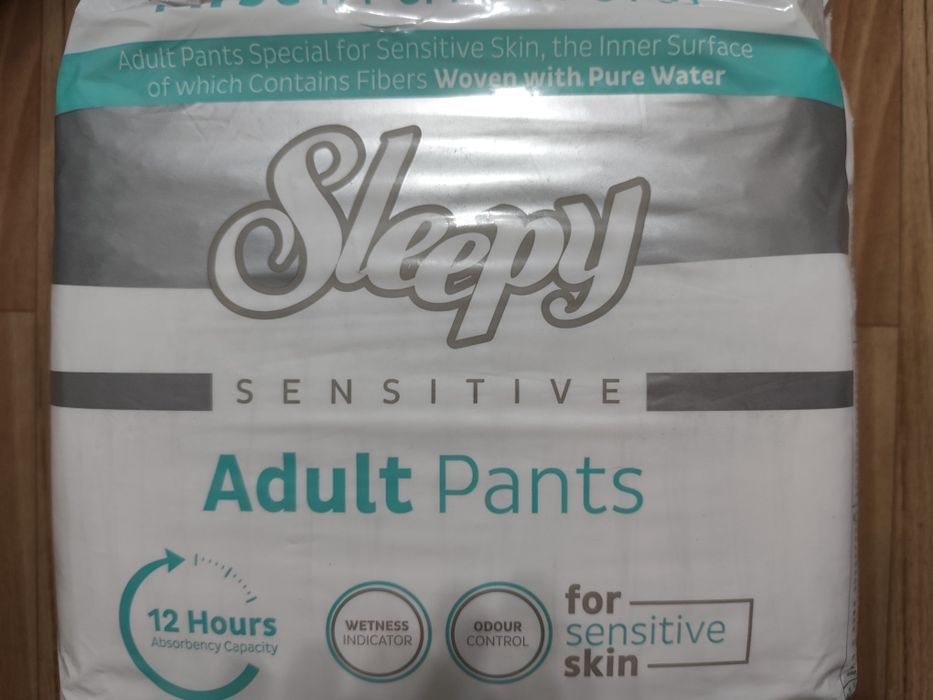 Adult Pants Special for Sensitive Skin, the Inner Surface
of which Contains Fibers Woven with Pure Water
Sleepy
SENSITIVE
Adult Pants
12 Hours
Absorbency Capacity
WETNESS
INDICATOR
ODOUR
CONTROL
for
sensitive
skin